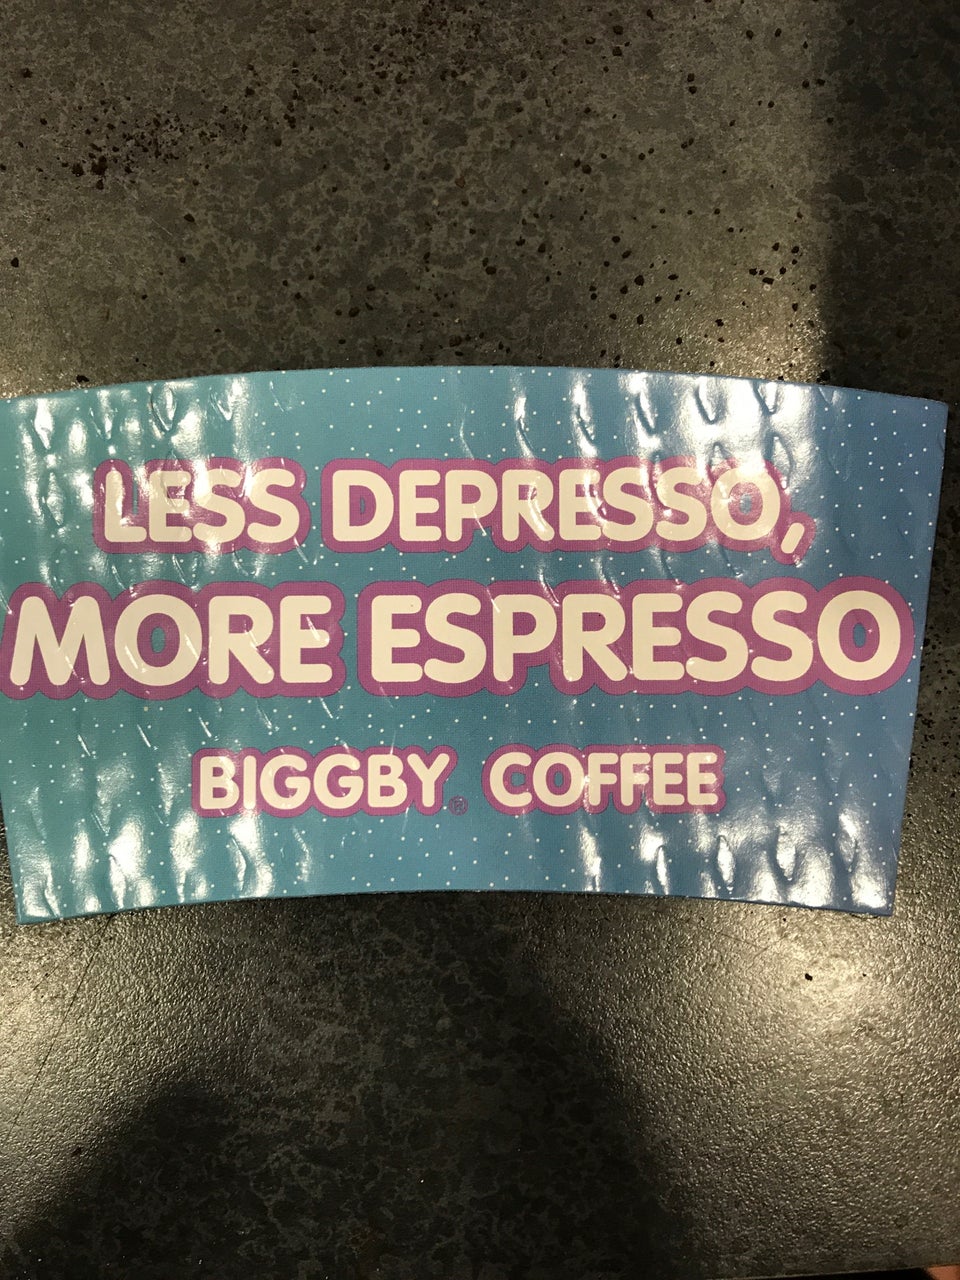 LESS DEPRESSO,
MORE ESPRESSO
BIGGBY® COFFEE